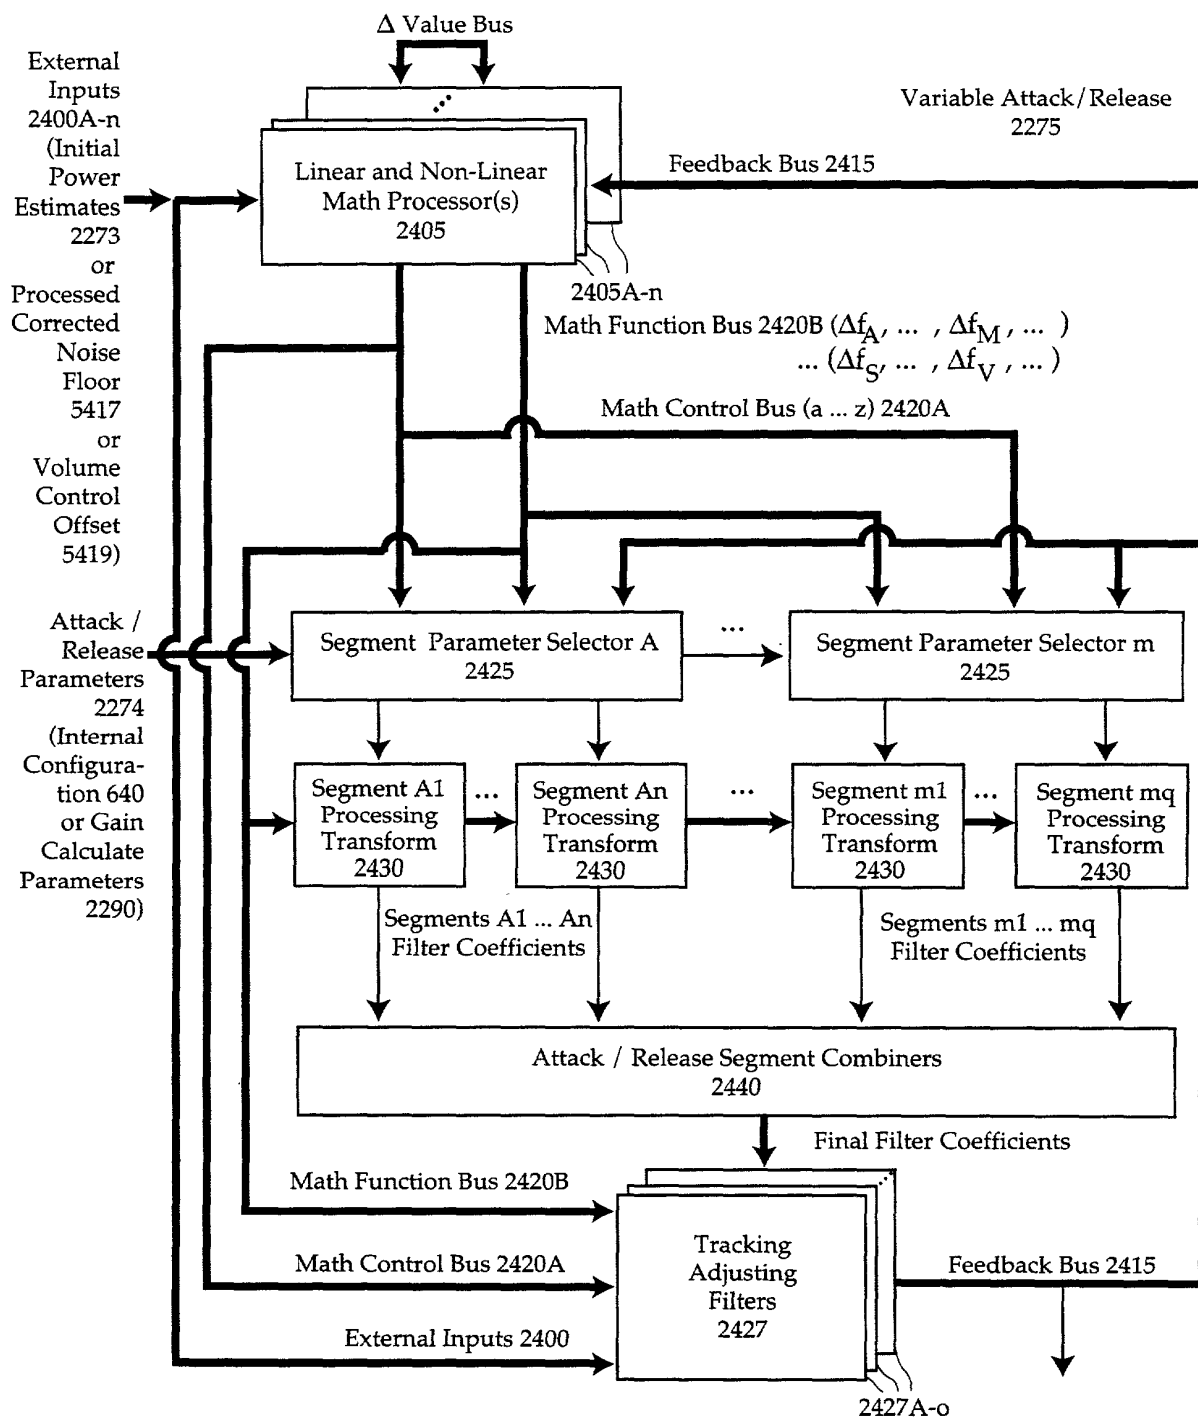 Δ Value Bus
External
Inputs
2400A-n
(Initial
Power
Estimates
2273
or
Processed
Corrected
Noise
Floor
5417
or
Volume
Control
Offset
5419)
Variable Attack/Release
2275
Feedback Bus 2415
Linear and Non-Linear
Math Processor(s)
2405
2405A-n
Math Function Bus 2420B (Δf_A, ... , Δf_M, ... )
... (Δf_S, ... , Δf_V , ... )
Math Control Bus (a ... z) 2420A
Attack /
Release
Parameters
2274
(Internal
Configura-
tion 640
or Gain
Calculate
Parameters
2290)
Segment Parameter Selector A
2425
...
Segment Parameter Selector m
2425
Segment A1
Processing
Transform
2430
...
Segment An
Processing
Transform
2430
...
Segment m1
Processing
Transform
2430
...
Segment mq
Processing
Transform
2430
Segments A1 ... An
Filter Coefficients
Segments m1 ... mq
Filter Coefficients
Attack / Release Segment Combiners
2440
Final Filter Coefficients
Math Function Bus 2420B
Math Control Bus 2420A
External Inputs 2400
Tracking
Adjusting
Filters
2427
Feedback Bus 2415
2427A-o